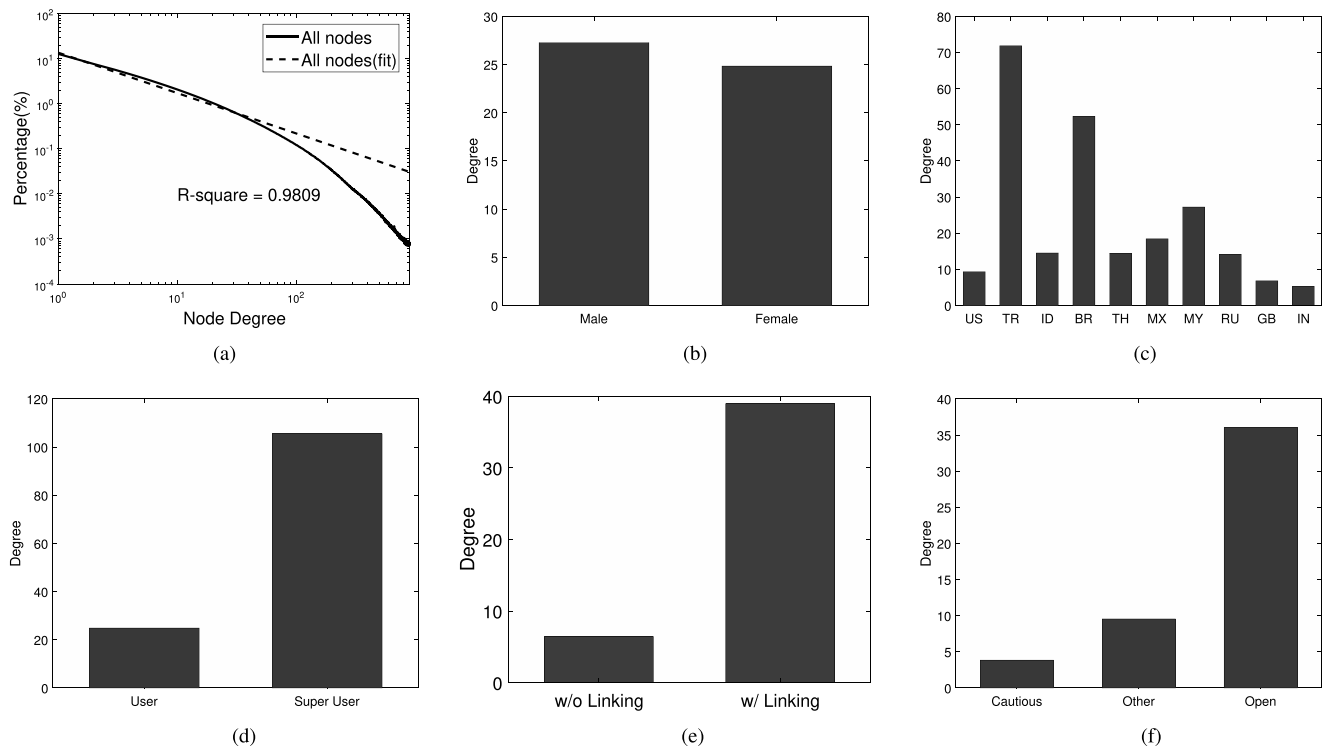 10^2
10^1
10^0
10^-1
10^-2
10^-3
10^-4
Percentage(%)
All nodes
All nodes(fit)
R-square = 0.9809
10^0 10^1 10^2
Node Degree
(a)
30
25
20
15
10
5
0
Degree
Male Female
(b)
80
70
60
50
40
30
20
10
0
Degree
US TR ID BR TH MX MY RU GB IN
(c)
120
100
80
60
40
20
0
Degree
User Super User
(d)
40
30
20
10
0
Degree
w/o Linking w/ Linking
(e)
40
35
30
25
20
15
10
5
0
Degree
Cautious Other Open
(f)